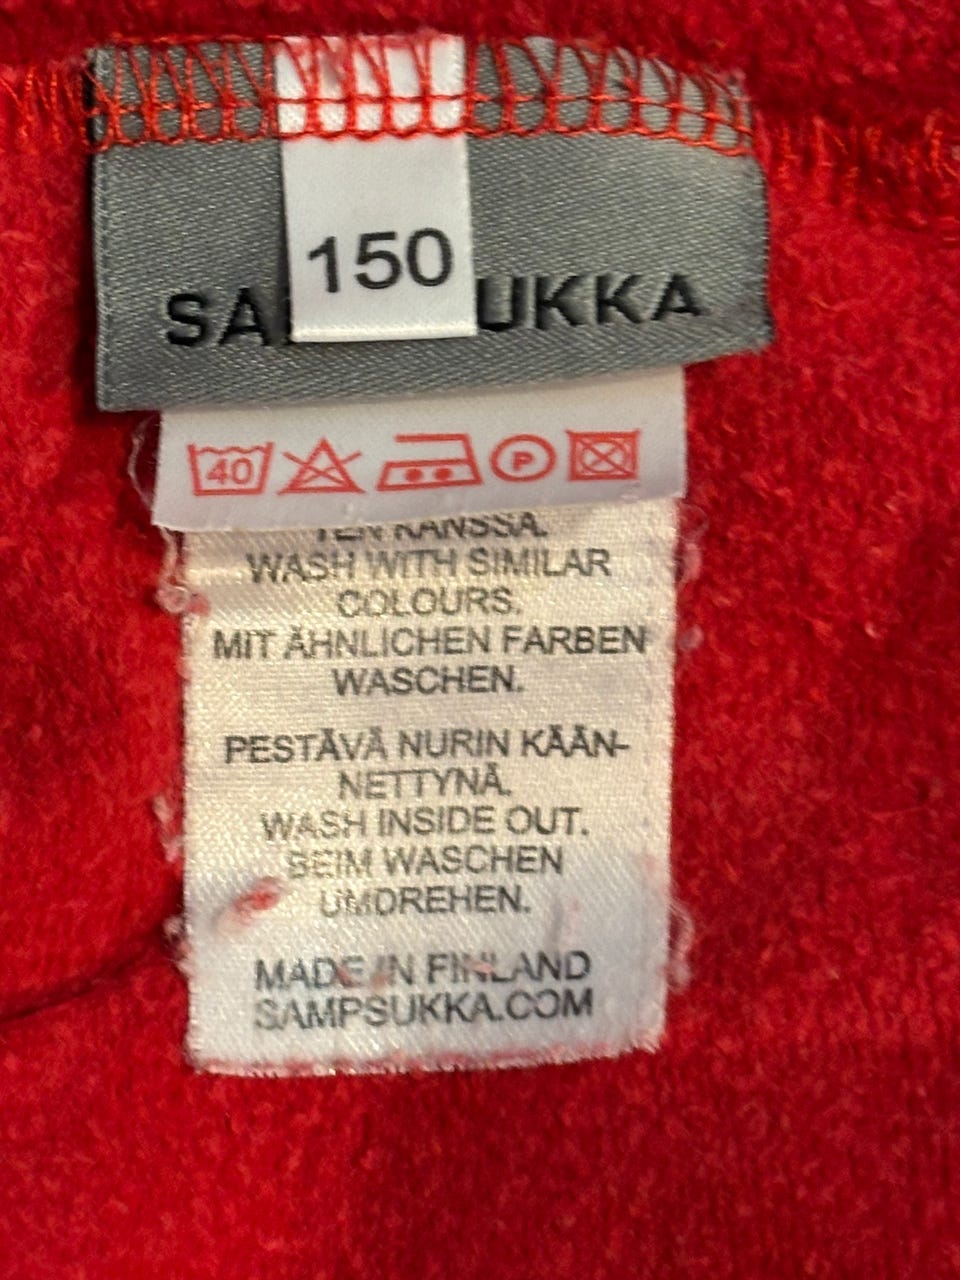 150
SA UKKA
40
P
TEN KANSSA.
WASH WITH SIMILAR
COLOURS.
MIT ÄHNLICHEN FARBEN
WASCHEN.
PESTÄVÄ NURIN KÄÄN-
NETTYNÄ.
WASH INSIDE OUT.
BEIM WASCHEN
UMDREHEN.
MADE IN FINLAND
SAMPSUKKA.COM